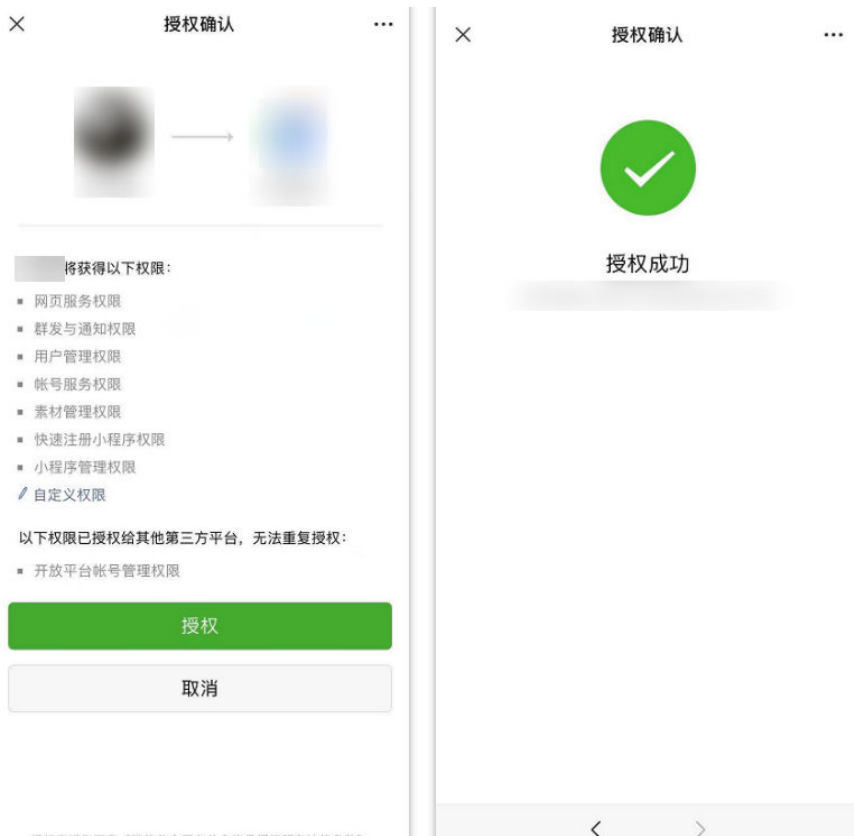 授权确认
将获得以下权限：
网页服务权限
群发与通知权限
用户管理权限
帐号服务权限
素材管理权限
快速注册小程序权限
小程序管理权限
自定义权限
以下权限已授权给其他第三方平台，无法重复授权：
开放平台帐号管理权限
授权
取消
授权确认
授权成功